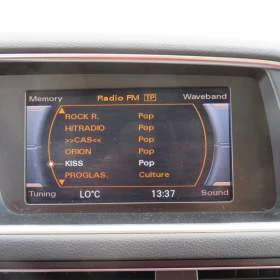 Memory Radio FM TP Waveband
ROCK R. Pop
HITRADIO Pop
>>CAS<< Pop
ORION Pop
KISS Pop
PROGLAS. Culture
Tuning LO°C 13:37 Sound